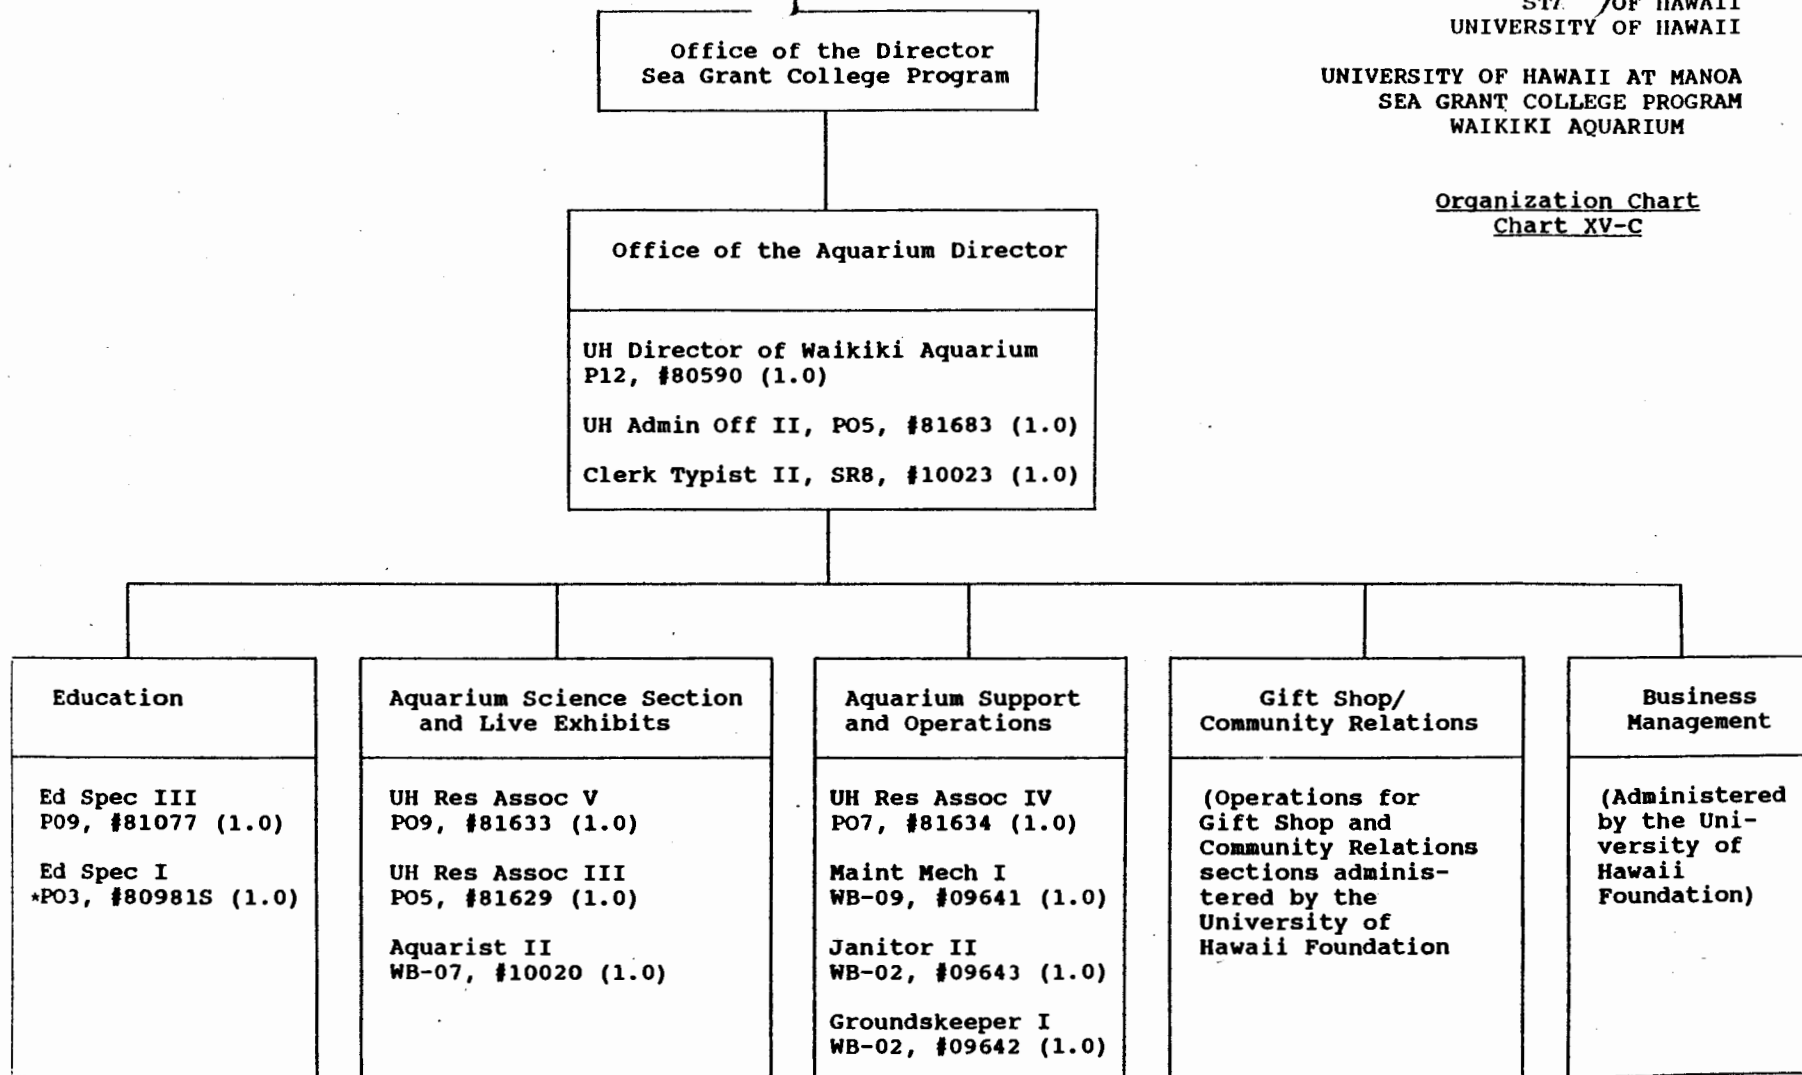 OF HAWAII
UNIVERSITY OF HAWAII
UNIVERSITY OF HAWAII AT MANOA
SEA GRANT COLLEGE PROGRAM
WAIKIKI AQUARIUM
Organization Chart
Chart XV-C
Office of the Director
Sea Grant College Program
Office of the Aquarium Director
UH Director of Waikiki Aquarium
P12, #80590 (1.0)
UH Admin Off II, PO5, #81683 (1.0)
Clerk Typist II, SR8, #10023 (1.0)
Education
Ed Spec III
PO9, #81077 (1.0)
Ed Spec I
*PO3, #80981S (1.0)
Aquarium Science Section
and Live Exhibits
UH Res Assoc V
PO9, #81633 (1.0)
UH Res Assoc III
PO5, #81629 (1.0)
Aquarist II
WB-07, #10020 (1.0)
Aquarium Support
and Operations
UH Res Assoc IV
PO7, #81634 (1.0)
Maint Mech I
WB-09, #09641 (1.0)
Janitor II
WB-02, #09643 (1.0)
Groundskeeper I
WB-02, #09642 (1.0)
Gift Shop/
Community Relations
(Operations for
Gift Shop and
Community Relations
sections adminis-
tered by the
University of
Hawaii Foundation
Business
Management
(Administered
by the Uni-
versity of
Hawaii
Foundation)